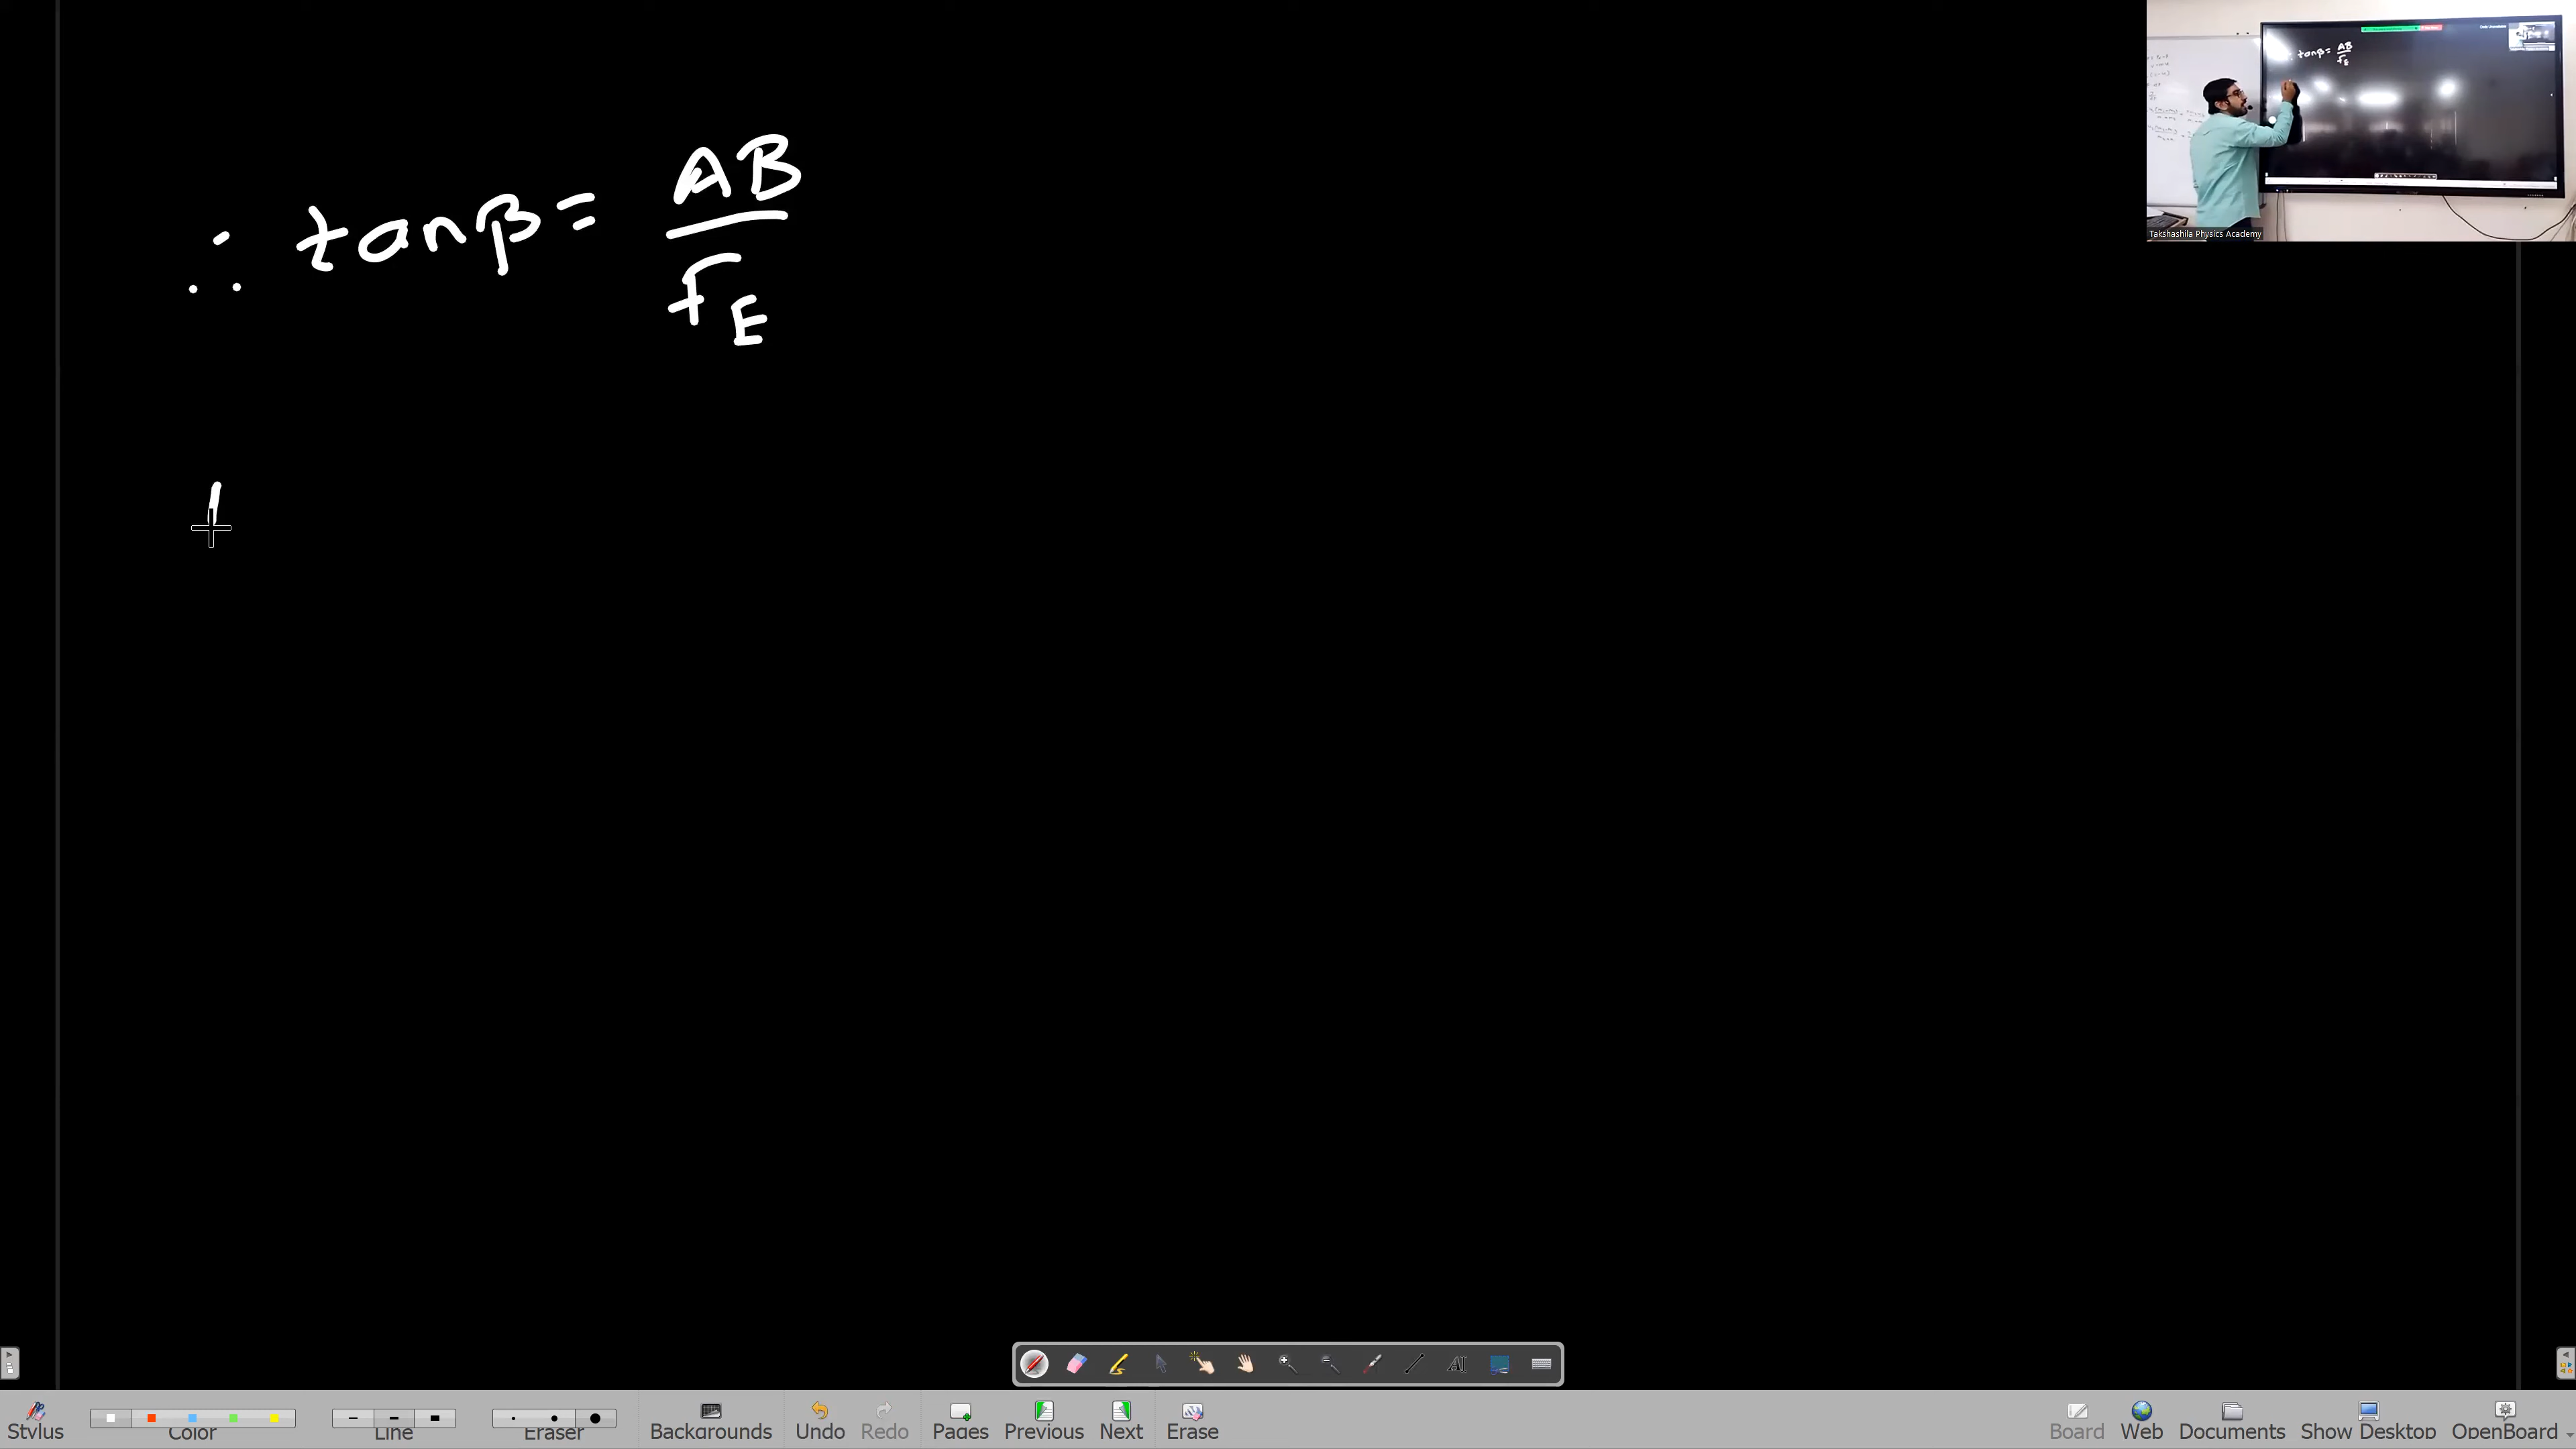 ∴ tanβ = AB / fE
Takshashila Physics Academy
Stylus Color Line Eraser Backgrounds Undo Redo Pages Previous Next Erase Board Web Documents Show Desktop OpenBoard